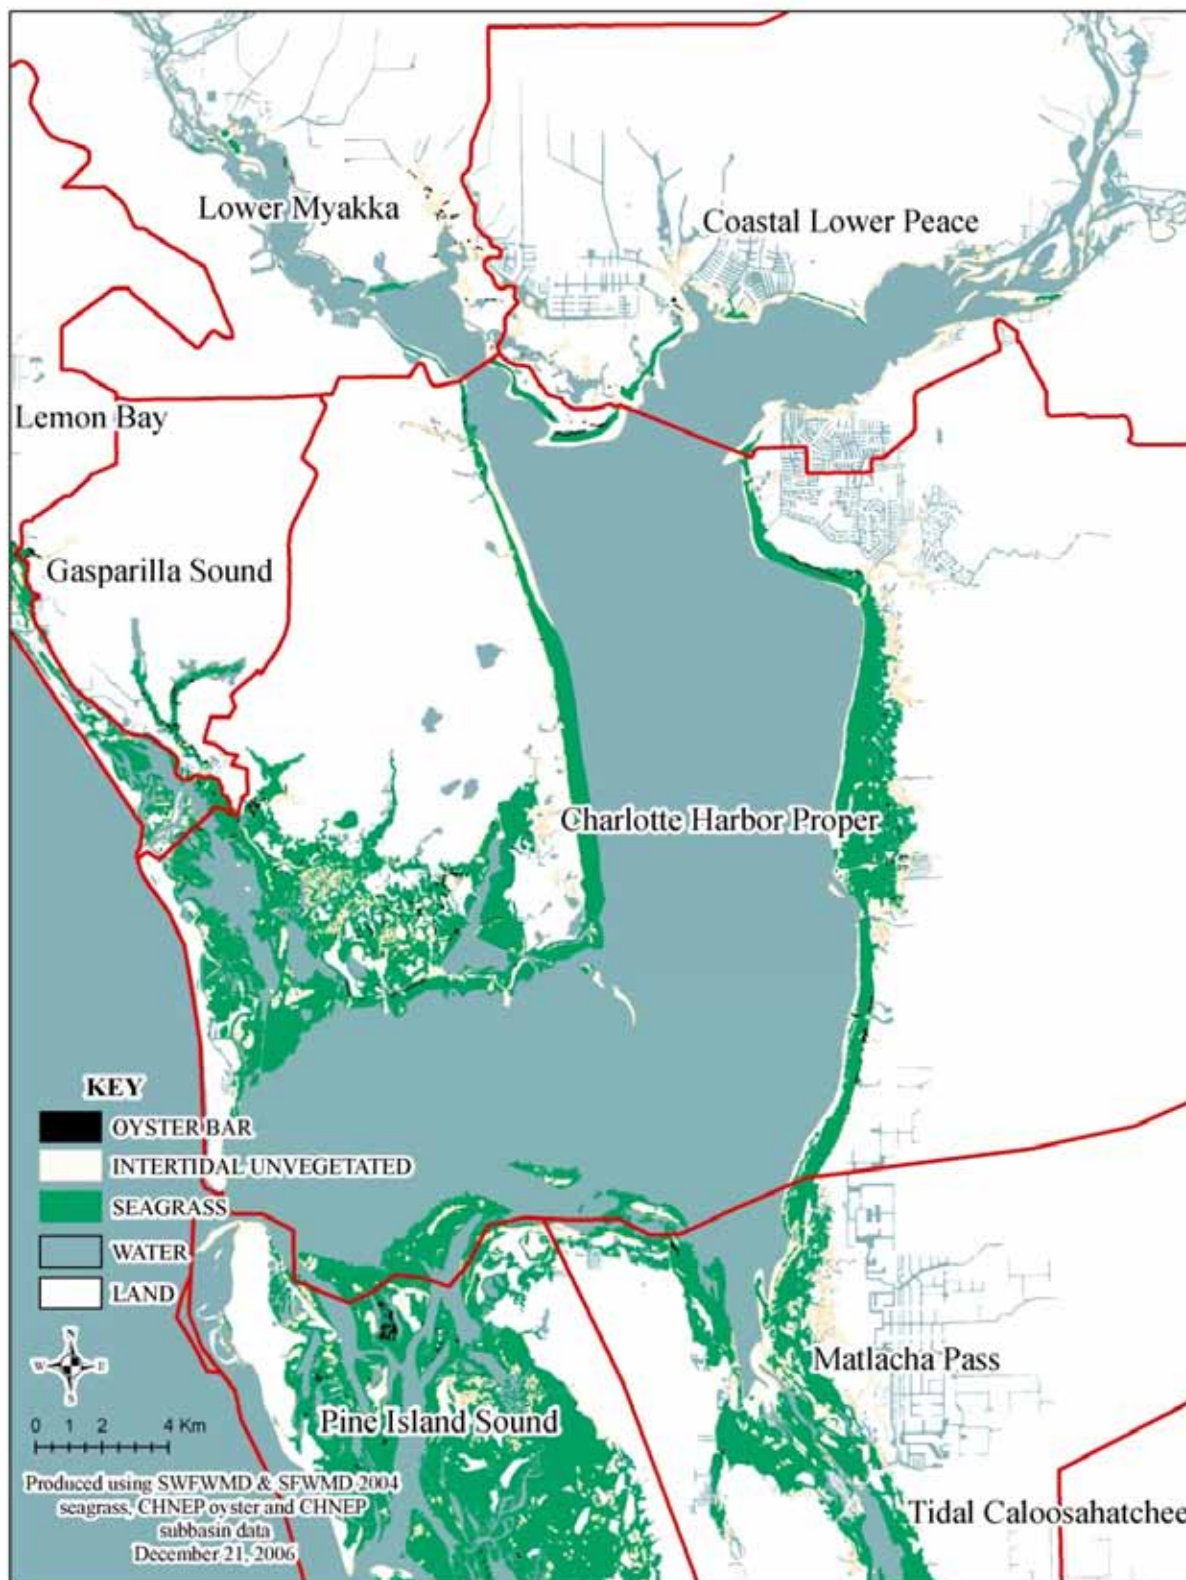 Lower Myakka
Coastal Lower Peace
Lemon Bay
Gasparilla Sound
Charlotte Harbor Proper
KEY
OYSTER BAR
INTERTIDAL UNVEGETATED
SEAGRASS
WATER
LAND
N
W E
S
Matlacha Pass
Pine Island Sound
0 1 2 4 Km
Produced using SWFWMD & SFWMD 2004
seagrass, CHNEP oyster and CHNEP
subbasin data
December 21, 2006
Tidal Caloosahatchee